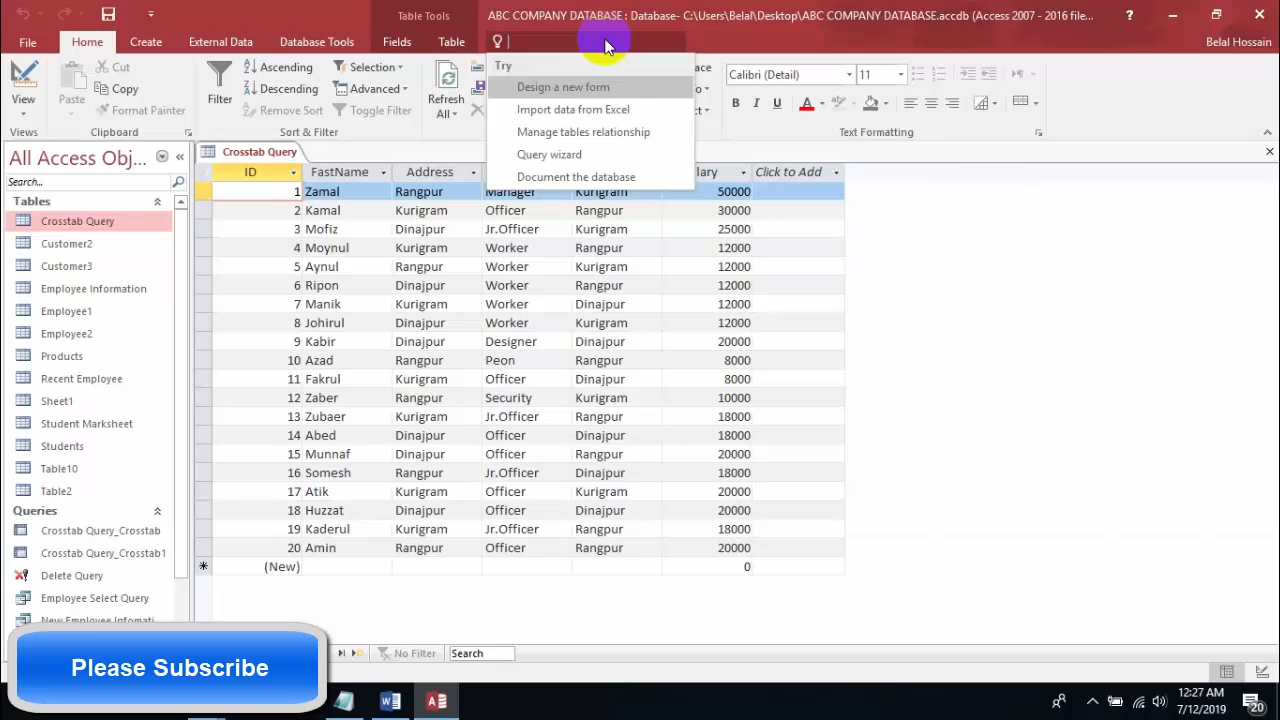 Table Tools
ABC COMPANY DATABASE : Database- C:\Users\Belal\Desktop\ABC COMPANY DATABASE.accdb (Access 2007 - 2016 file...
?
File Home Create External Data Database Tools Fields Table
Belal Hossain
View
Views
Paste
Cut
Copy
Format Painter
Clipboard
Filter
Ascending
Descending
Remove Sort
Selection
Advanced
Toggle Filter
Sort & Filter
Refresh
All
Try
Design a new form
Import data from Excel
Manage tables relationship
Query wizard
Document the database
Calibri (Detail) 11
B I U A
Text Formatting
All Access Obj...
Search...
Tables
Crosstab Query
Customer2
Customer3
Employee Information
Employee1
Employee2
Products
Recent Employee
Sheet1
Student Marksheet
Students
Table10
Table2
Queries
Crosstab Query_Crosstab
Crosstab Query_Crosstab1
Delete Query
Employee Select Query
New Employee Infomati
Crosstab Query
ID FastName Address lary Click to Add
1 Zamal Rangpur Manager Kurigram 50000
2 Kamal Kurigram Officer Rangpur 30000
3 Mofiz Dinajpur Jr.Officer Kurigram 25000
4 Moynul Kurigram Worker Rangpur 12000
5 Aynul Rangpur Worker Kurigram 12000
6 Ripon Dinajpur Worker Rangpur 12000
7 Manik Kurigram Worker Dinajpur 12000
8 Johirul Dinajpur Worker Kurigram 12000
9 Kabir Dinajpur Designer Dinajpur 20000
10 Azad Rangpur Peon Rangpur 8000
11 Fakrul Kurigram Officer Dinajpur 8000
12 Zaber Rangpur Security Kurigram 10000
13 Zubaer Kurigram Jr.Officer Rangpur 18000
14 Abed Dinajpur Officer Dinajpur 18000
15 Munnaf Dinajpur Officer Rangpur 20000
16 Somesh Rangpur Jr.Officer Dinajpur 18000
17 Atik Kurigram Officer Kurigram 20000
18 Huzzat Dinajpur Officer Dinajpur 20000
19 Kaderul Kurigram Jr.Officer Rangpur 18000
20 Amin Rangpur Officer Rangpur 20000
(New) 0
No Filter Search
Please Subscribe
12:27 AM
7/12/2019
20